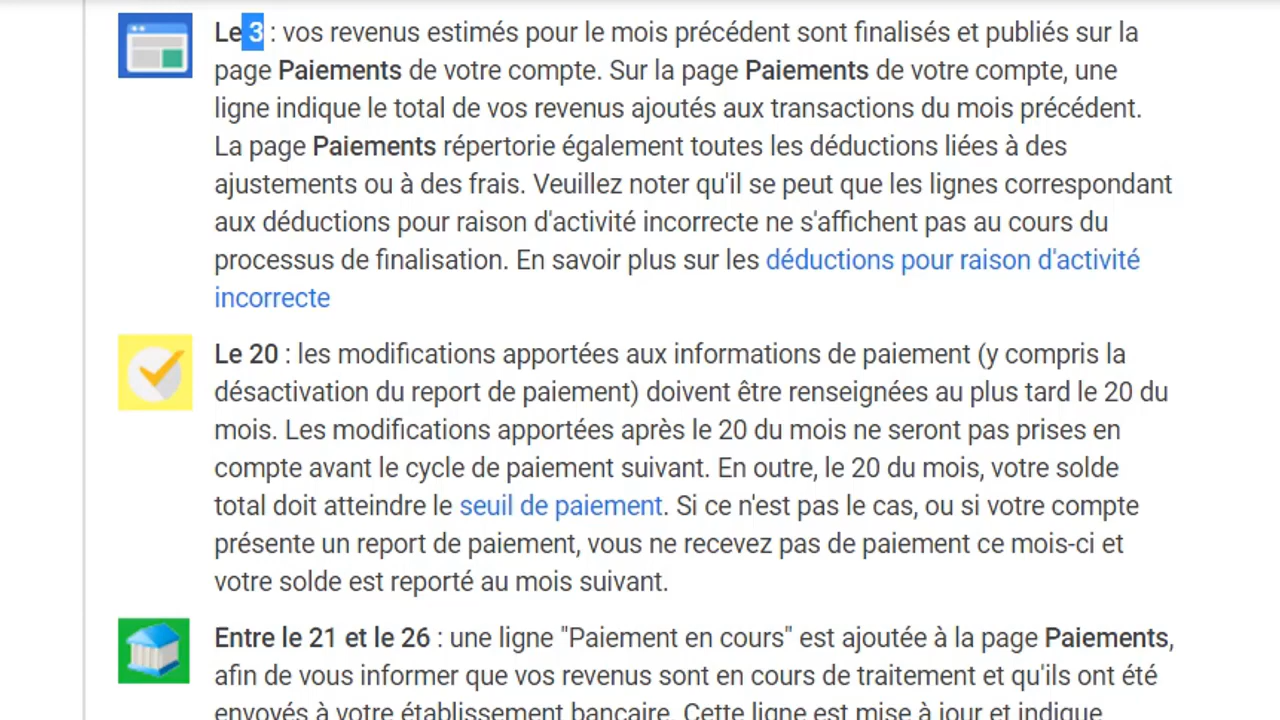 Le 3 : vos revenus estimés pour le mois précédent sont finalisés et publiés sur la
page Paiements de votre compte. Sur la page Paiements de votre compte, une
ligne indique le total de vos revenus ajoutés aux transactions du mois précédent.
La page Paiements répertorie également toutes les déductions liées à des
ajustements ou à des frais. Veuillez noter qu'il se peut que les lignes correspondant
aux déductions pour raison d'activité incorrecte ne s'affichent pas au cours du
processus de finalisation. En savoir plus sur les déductions pour raison d'activité
incorrecte
Le 20 : les modifications apportées aux informations de paiement (y compris la
désactivation du report de paiement) doivent être renseignées au plus tard le 20 du
mois. Les modifications apportées après le 20 du mois ne seront pas prises en
compte avant le cycle de paiement suivant. En outre, le 20 du mois, votre solde
total doit atteindre le seuil de paiement. Si ce n'est pas le cas, ou si votre compte
présente un report de paiement, vous ne recevez pas de paiement ce mois-ci et
votre solde est reporté au mois suivant.
Entre le 21 et le 26 : une ligne "Paiement en cours" est ajoutée à la page Paiements,
afin de vous informer que vos revenus sont en cours de traitement et qu'ils ont été
envoyés à votre établissement bancaire. Cette ligne est mise à jour et indique